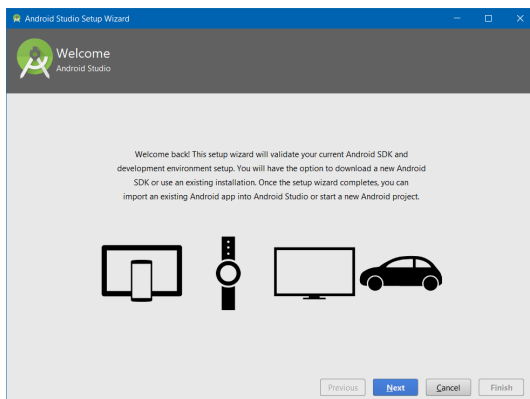 Android Studio Setup Wizard
Welcome
Android Studio
Welcome back! This setup wizard will validate your current Android SDK and
development environment setup. You will have the option to download a new Android
SDK or use an existing installation. Once the setup wizard completes, you can
import an existing Android app into Android Studio or start a new Android project.
Previous Next Cancel Finish